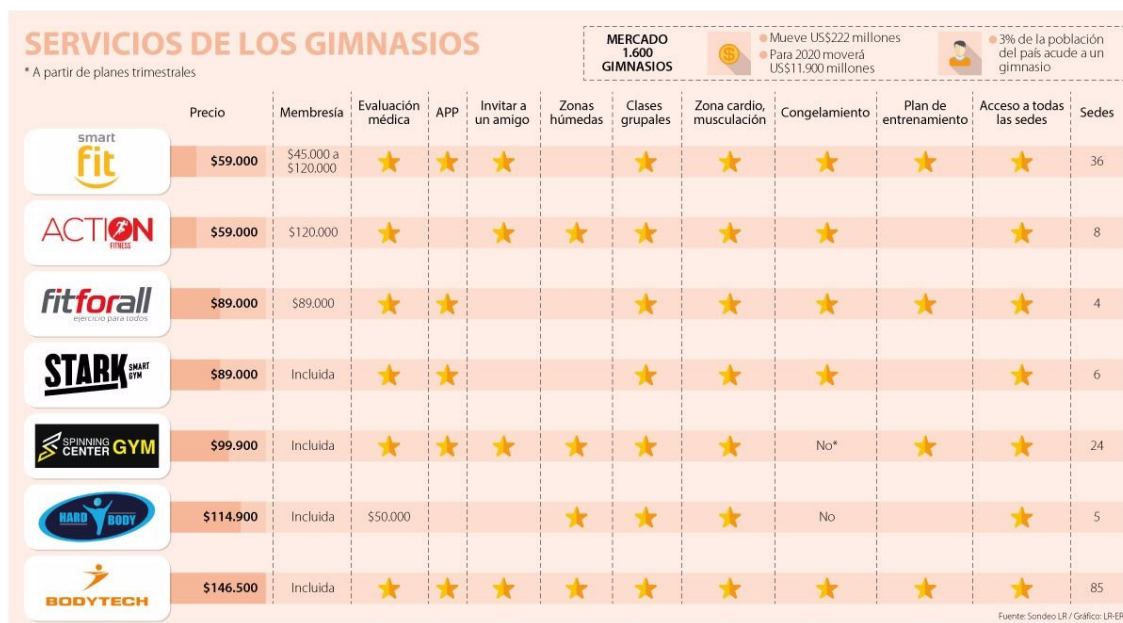 SERVICIOS DE LOS GIMNASIOS
* A partir de planes trimestrales
MERCADO
1.600
GIMNASIOS
Mueve US$222 millones
Para 2020 moverá
US$11.900 millones
3% de la población
del país acude a un
gimnasio
Precio
Membresía
Evaluación
médica
APP
Invitar a
un amigo
Zonas
húmedas
Clases
grupales
Zona cardio,
musculación
Congelamiento
Plan de
entrenamiento
Acceso a todas
las sedes
Sedes
smart
fit
$59.000
$45.000 a
$120.000
36
ACTION
FITNESS
$59.000
$120.000
8
fitforall
ejercicio para todos
$89.000
$89.000
4
STARK SMART
GYM
$89.000
Incluida
6
SPINNING
CENTER GYM
$99.900
Incluida
No*
24
HARD BODY
$114.900
Incluida
$50.000
No
5
BODYTECH
$146.500
Incluida
85
Fuente: Sondeo LR / Gráfico: LR-ER